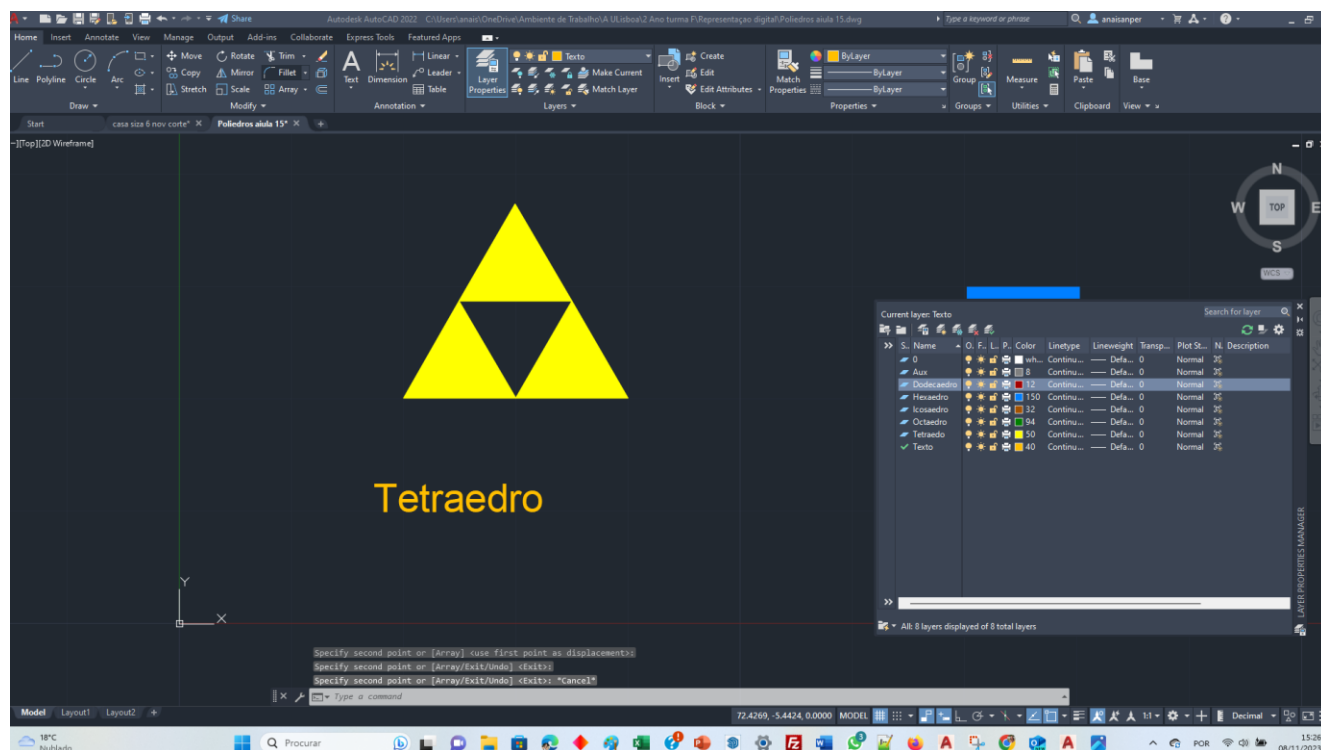 Share
Autodesk AutoCAD 2022 C:\Users\anais\OneDrive\Ambiente de Trabalho\A ULisboa\2 Ano turma F\Representaçao digital\Poliedros aiula 15.dwg
Type a keyword or phrase
anaisanper
Home Insert Annotate View Manage Output Add-ins Collaborate Express Tools Featured Apps
Line Polyline Circle Arc
Move Rotate Trim
Copy Mirror Fillet
Stretch Scale Array
Text Dimension
Linear
Leader
Table
Layer Properties
Texto
Make Current
Match Layer
Insert
Create
Edit
Edit Attributes
Match Properties
ByLayer
ByLayer
ByLayer
Group
Measure
Paste
Base
Draw Modify Annotation Layers Block Properties Groups Utilities Clipboard View
Start casa siza 6 nov corte* Poliedros aiula 15*
[Top][2D Wireframe]
N
W TOP E
S
WCS
Tetraedro
Y
X
Current layer: Texto
Search for layer
S.. Name O. F.. L.. P.. Color Linetype Lineweight Transp... Plot St... N. Description
0 wh... Continu... Defa... 0 Normal
Aux 8 Continu... Defa... 0 Normal
Dodecaedro 12 Continu... Defa... 0 Normal
Hexaedro 150 Continu... Defa... 0 Normal
Icosaedro 32 Continu... Defa... 0 Normal
Octaedro 94 Continu... Defa... 0 Normal
Tetraedo 50 Continu... Defa... 0 Normal
Texto 40 Continu... Defa... 0 Normal
All: 8 layers displayed of 8 total layers
LAYER PROPERTIES MANAGER
Specify second point or [Array] <use first point as displacement>:
Specify second point or [Array/Exit/Undo] <Exit>:
Specify second point or [Array/Exit/Undo] <Exit>: *Cancel*
Type a command
Model Layout1 Layout2 +
72.4269, -5.4424, 0.0000 MODEL
1:1
Decimal
18°C
Nublado
Procurar
POR
15:26
08/11/2023